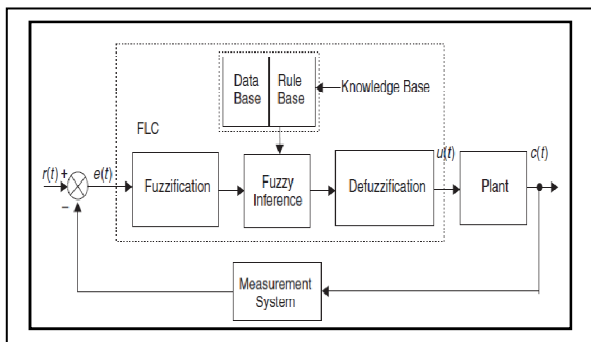 Data Base
Rule Base
Knowledge Base
FLC
r(t) +
e(t)
−
Fuzzification
Fuzzy Inference
Defuzzification
u(t)
Plant
c(t)
Measurement System